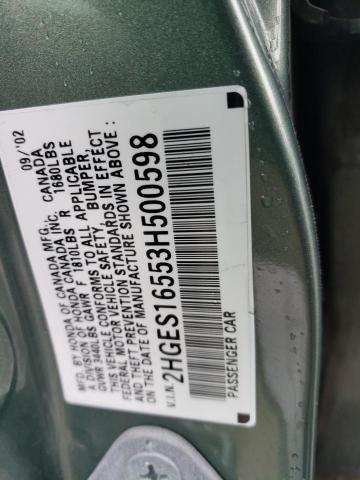 MFD. BY HONDA OF CANADA MFG., CANADA 09/'02
A DIVISION OF HONDA CANADA INC.
GVWR 3440LBS GAWR F 1810LBS R 1680LBS
THIS VEHICLE CONFORMS TO ALL APPLICABLE
FEDERAL MOTOR VEHICLE SAFETY, BUMPER,
AND THEFT PREVENTION STANDARDS IN EFFECT
ON THE DATE OF MANUFACTURE SHOWN ABOVE :
V.I.N. 2HGES16553H500598
PASSENGER CAR